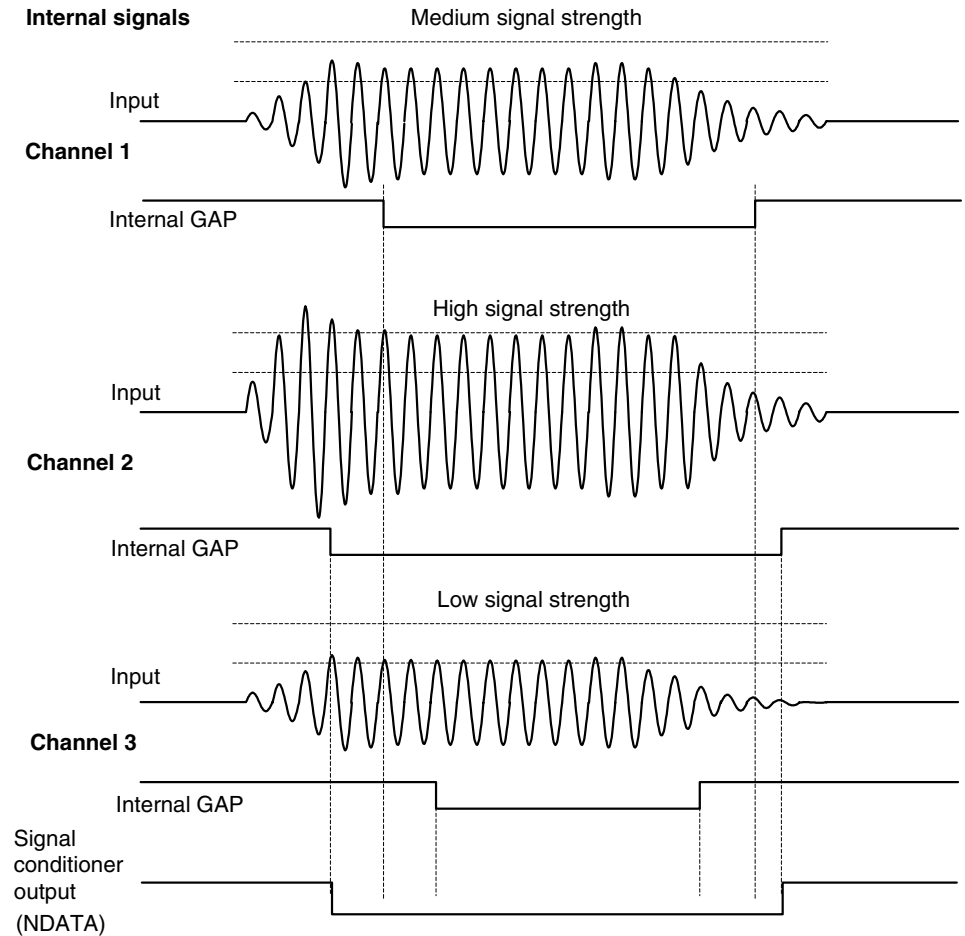 Internal signals
Medium signal strength
Input
Channel 1
Internal GAP
High signal strength
Input
Channel 2
Internal GAP
Low signal strength
Input
Channel 3
Internal GAP
Signal
conditioner
output
(NDATA)